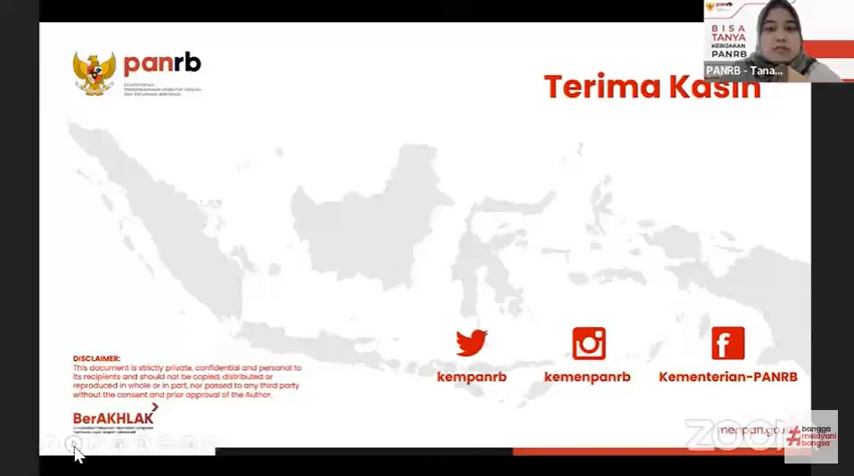 panrb
Terima Kasih
BISA
TANYA
KEBIJAKAN
PANRB
PANRB - Tana...
kempanrb
kemenpanrb
Kementerian-PANRB
DISCLAIMER:
This document is strictly private, confidential and personal to
its recipients and should not be copied, distributed or
reproduced in whole or in part, nor passed to any third party
without the consent and prior approval of the Author.
BerAKHLAK
menpan.go
zoom
#bangga
melayani
bangsa